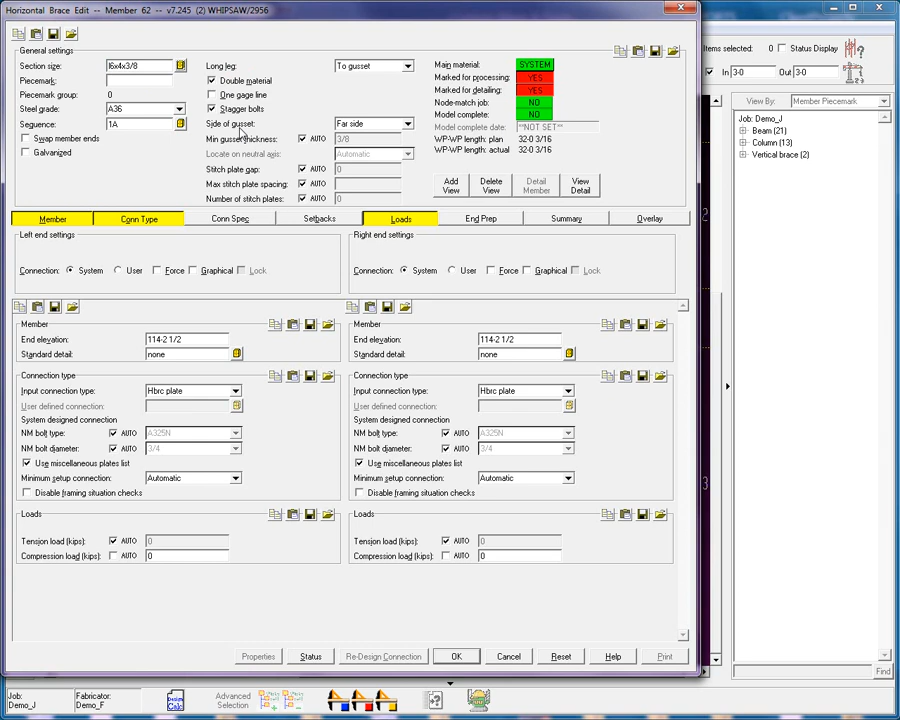 Horizontal Brace Edit - Member 62 - v7.245 (2) WHIPSAW/2956
General settings
Section size: l6x4x3/8
Piecemark:
Piecemark group: 0
Steel grade: A36
Sequence: 1A
Swap member ends
Galvanized
Long leg: To gusset
Double material
One gage line
Stagger bolts
Side of gusset: Far side
Min gusset thickness: AUTO 3/8
Locate on neutral axis: Automatic
Stitch plate gap: AUTO 0
Max stitch plate spacing: AUTO
Number of stitch plates: AUTO 0
Main material: SYSTEM
Marked for processing: YES
Marked for detailing: YES
Node-match job: NO
Model complete: NO
Model complete date: **NOT SET**
WP-WP length: plan 32-0 3/16
WP-WP length: actual 32-0 3/16
Add View
Delete View
Detail Member
View Detail
Member Conn Type Conn Spec Setbacks Loads End Prep Summary Overlay
Left end settings
Connection: System User Force Graphical Lock
Right end settings
Connection: System User Force Graphical Lock
Member
End elevation: 114-2 1/2
Standard detail: none
Connection type
Input connection type: Hbrc plate
User defined connection:
System designed connection
NM bolt type: AUTO A325N
NM bolt diameter: AUTO 3/4
Use miscellaneous plates list
Minimum setup connection: Automatic
Disable framing situation checks
Loads
Tension load (kips): AUTO 0
Compression load (kips): AUTO 0
Member
End elevation: 114-2 1/2
Standard detail: none
Connection type
Input connection type: Hbrc plate
User defined connection:
System designed connection
NM bolt type: AUTO A325N
NM bolt diameter: AUTO 3/4
Use miscellaneous plates list
Minimum setup connection: Automatic
Disable framing situation checks
Loads
Tension load (kips): AUTO 0
Compression load (kips): AUTO 0
Properties Status Re-Design Connection OK Cancel Reset Help Print
Items selected: 0 Status Display
In 3-0 Out 3-0
View By: Member Piecemark
Job: Demo_J
Beam (21)
Column (13)
Vertical brace (2)
2
3
Find
Job:
Demo_J
Fabricator:
Demo_F
Design Calc
Advanced Selection